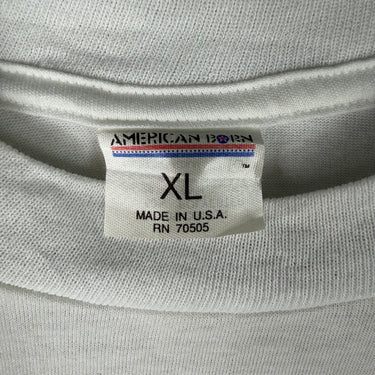 AMERICAN BORN
™
XL
MADE IN U.S.A.
RN 70505